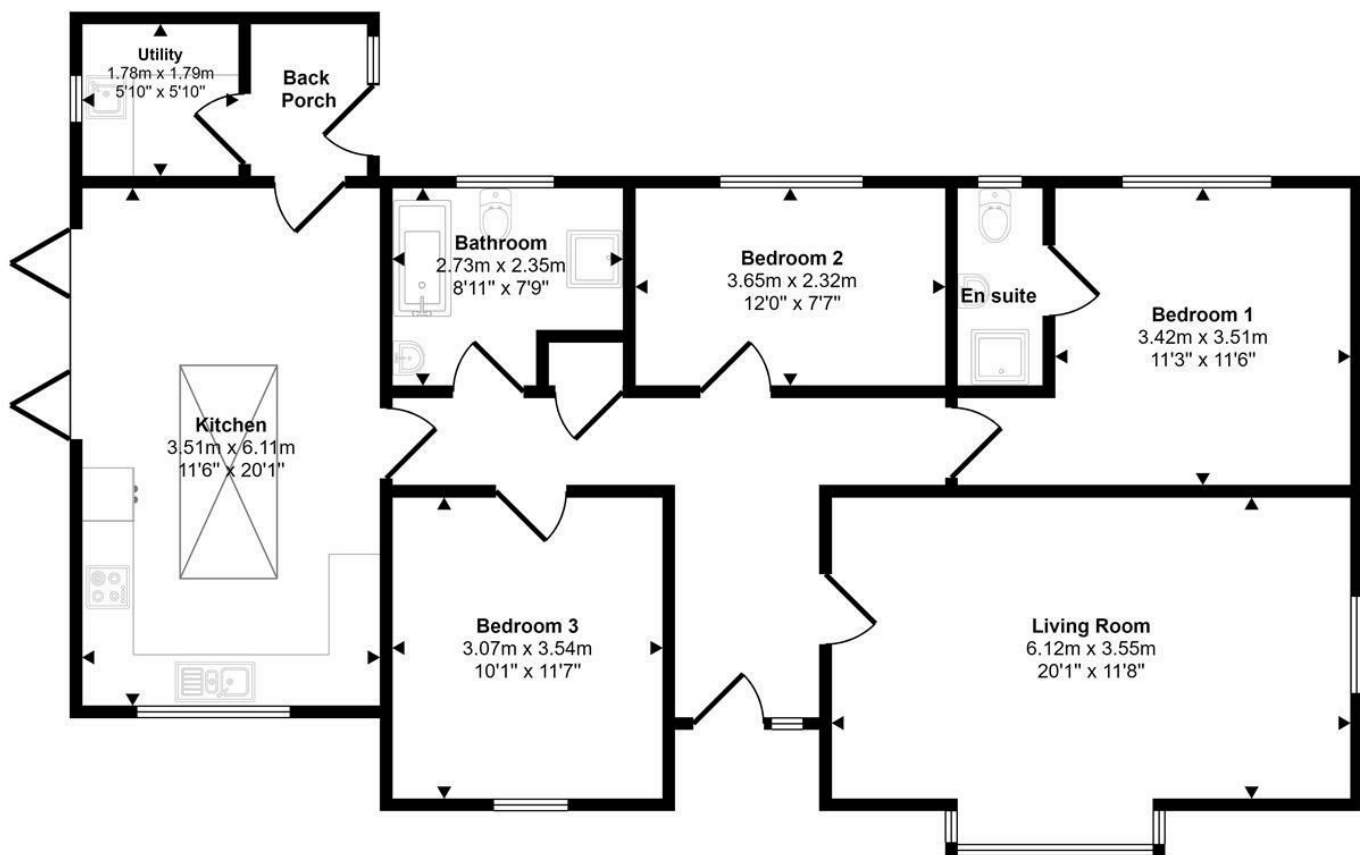 Utility
1.78m x 1.79m
5'10" x 5'10"
Back
Porch
Bathroom
2.73m x 2.35m
8'11" x 7'9"
Bedroom 2
3.65m x 2.32m
12'0" x 7'7"
En suite
Bedroom 1
3.42m x 3.51m
11'3" x 11'6"
Kitchen
3.51m x 6.11m
11'6" x 20'1"
Bedroom 3
3.07m x 3.54m
10'1" x 11'7"
Living Room
6.12m x 3.55m
20'1" x 11'8"